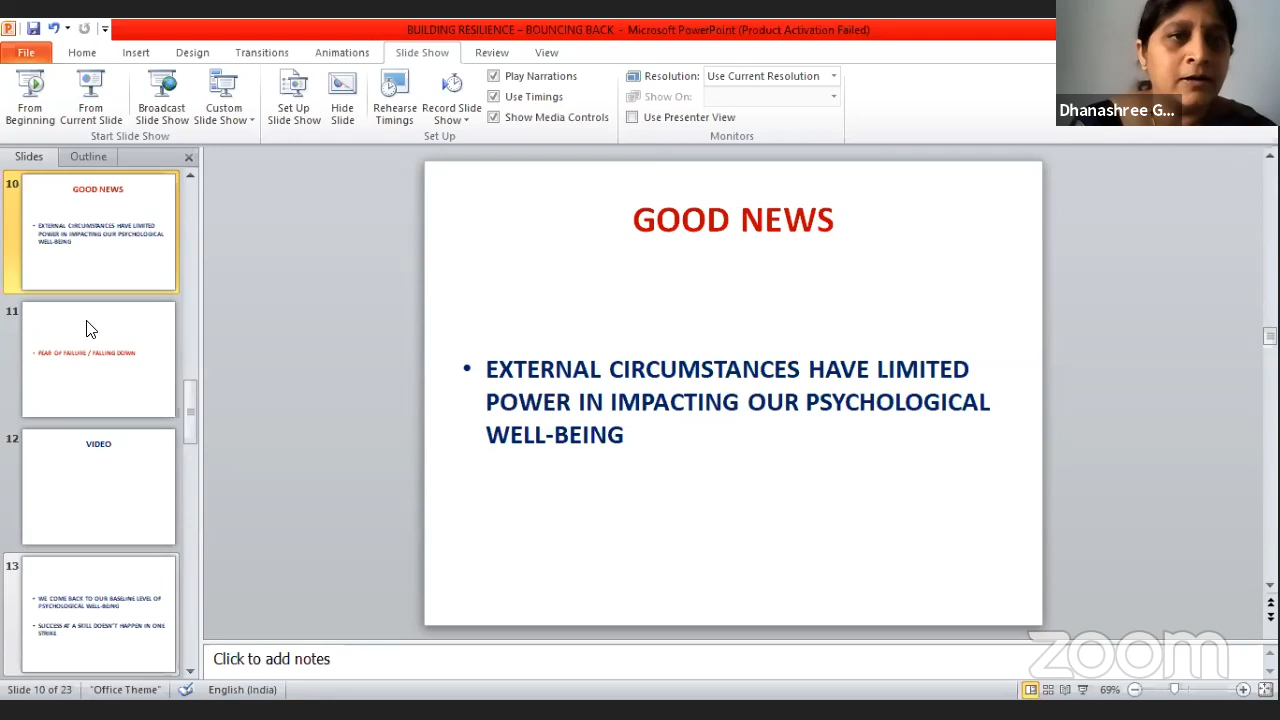 BUILDING RESILIENCE – BOUNCING BACK - Microsoft PowerPoint (Product Activation Failed)
File Home Insert Design Transitions Animations Slide Show Review View
From Beginning
From Current Slide
Broadcast Slide Show
Custom Slide Show
Start Slide Show
Set Up Slide Show
Hide Slide
Rehearse Timings
Record Slide Show
Play Narrations
Use Timings
Show Media Controls
Set Up
Resolution: Use Current Resolution
Show On:
Use Presenter View
Monitors
Dhanashree G...
Slides Outline
10
GOOD NEWS
• EXTERNAL CIRCUMSTANCES HAVE LIMITED
POWER IN IMPACTING OUR PSYCHOLOGICAL
WELL-BEING
11
• FEAR OF FAILURE / FALLING DOWN
12
VIDEO
13
• WE COME BACK TO OUR BASELINE LEVEL OF
PSYCHOLOGICAL WELL-BEING
• SUCCESS AT A SKILL DOESN'T HAPPEN IN ONE
STRIKE
GOOD NEWS
• EXTERNAL CIRCUMSTANCES HAVE LIMITED
POWER IN IMPACTING OUR PSYCHOLOGICAL
WELL-BEING
Click to add notes
zoom
Slide 10 of 23 "Office Theme" English (India) 69%